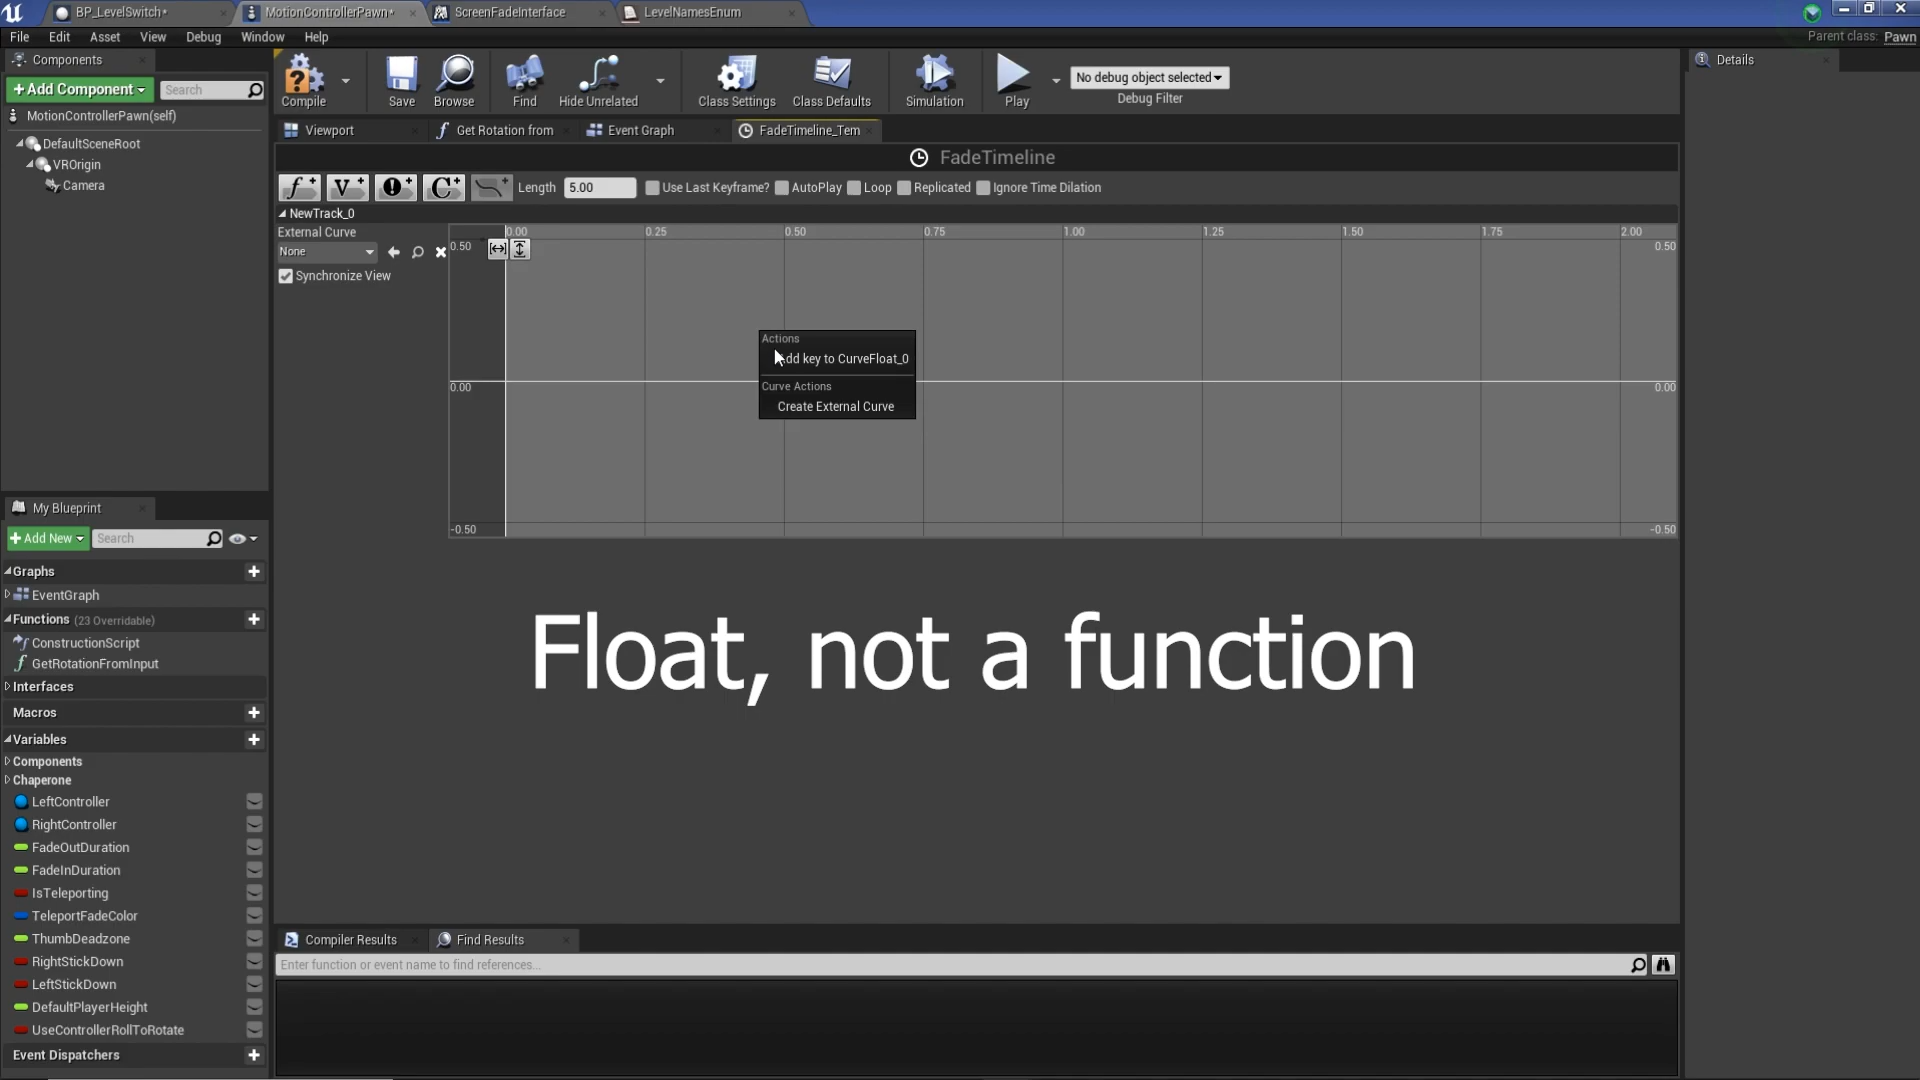 BP_LevelSwitch*
MotionControllerPawn*
ScreenFadeInterface
LevelNamesEnum
File Edit Asset View Debug Window Help
Parent class: Pawn
Components
+Add Component
Search
MotionControllerPawn(self)
DefaultSceneRoot
VROrigin
Camera
Compile
Save
Browse
Find
Hide Unrelated
Class Settings
Class Defaults
Simulation
Play
No debug object selected
Debug Filter
Details
Viewport
Get Rotation from
Event Graph
FadeTimeline_Tem
FadeTimeline
Length 5.00 Use Last Keyframe? AutoPlay Loop Replicated Ignore Time Dilation
NewTrack_0
External Curve
None
Synchronize View
0.00 0.25 0.50 0.75 1.00 1.25 1.50 1.75 2.00
0.50 0.50
0.00 0.00
-0.50 -0.50
Actions
dd key to CurveFloat_0
Curve Actions
Create External Curve
Float, not a function
My Blueprint
+Add New
Search
Graphs
EventGraph
Functions (23 Overridable)
ConstructionScript
GetRotationFromInput
Interfaces
Macros
Variables
Components
Chaperone
LeftController
RightController
FadeOutDuration
FadeInDuration
IsTeleporting
TeleportFadeColor
ThumbDeadzone
RightStickDown
LeftStickDown
DefaultPlayerHeight
UseControllerRollToRotate
Event Dispatchers
Compiler Results
Find Results
Enter function or event name to find references...